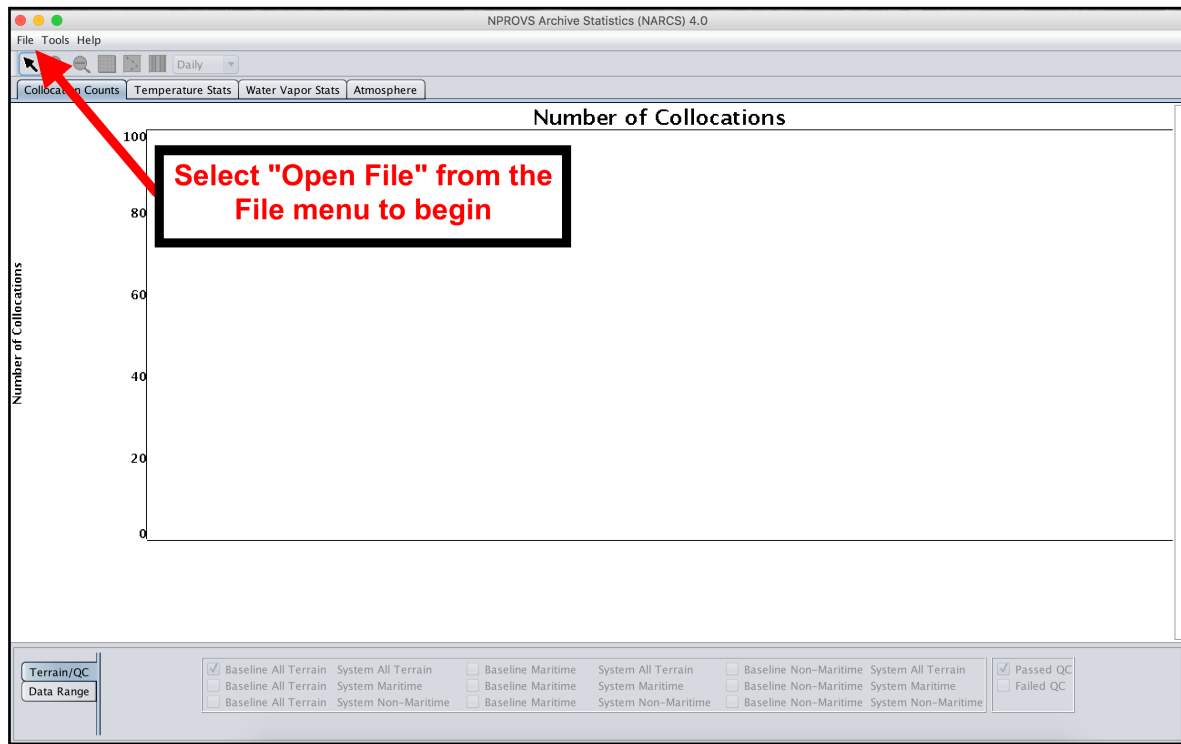 NPROVS Archive Statistics (NARCS) 4.0
File Tools Help
Daily
Collocation Counts Temperature Stats Water Vapor Stats Atmosphere
Number of Collocations
100
Select "Open File" from the
File menu to begin
80
60
Number of Collocations
40
20
0
Terrain/QC
Data Range
Baseline All Terrain System All Terrain Baseline Maritime System All Terrain Baseline Non-Maritime System All Terrain Passed QC
Baseline All Terrain System Maritime Baseline Maritime System Maritime Baseline Non-Maritime System Maritime Failed QC
Baseline All Terrain System Non-Maritime Baseline Maritime System Non-Maritime Baseline Non-Maritime System Non-Maritime